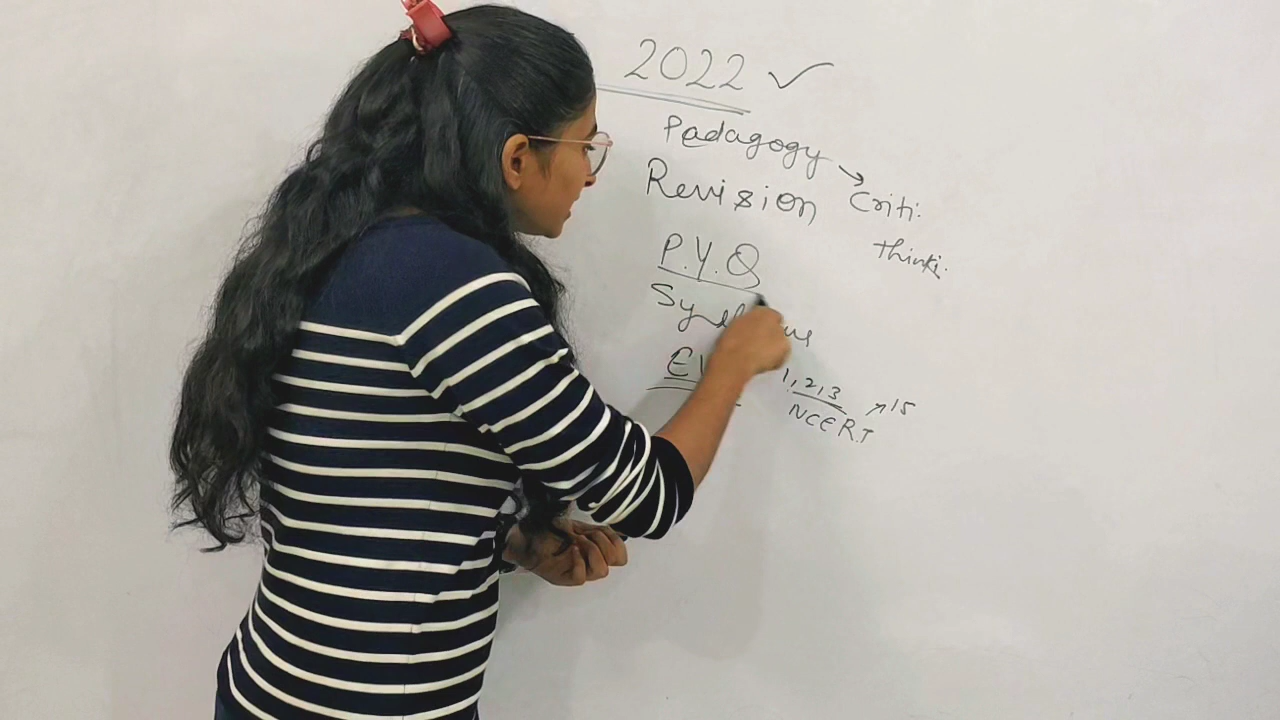 2022 ✓
Padagogy → Criti.
thinki.
Revision
P.Y.Q
1,2,3
NCERT ↗ 15